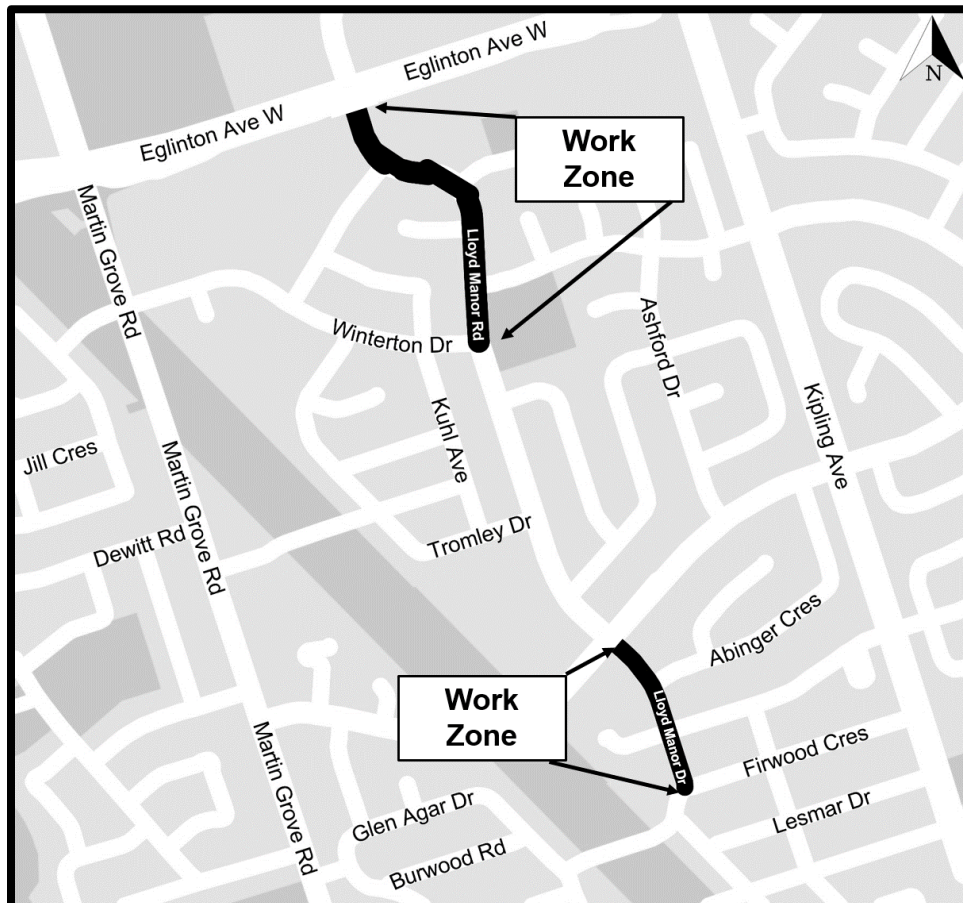 Eglinton Ave W
N
Eglinton Ave W
Work
Zone
Martin Grove Rd
Lloyd Manor Rd
Winterton Dr
Ashford Dr
Kipling Ave
Kuhl Ave
Jill Cres
Martin Grove Rd
Dewitt Rd
Tromley Dr
Abinger Cres
Work
Zone
Lloyd Manor Dr
Martin Grove Rd
Firwood Cres
Lesmar Dr
Glen Agar Dr
Burwood Rd